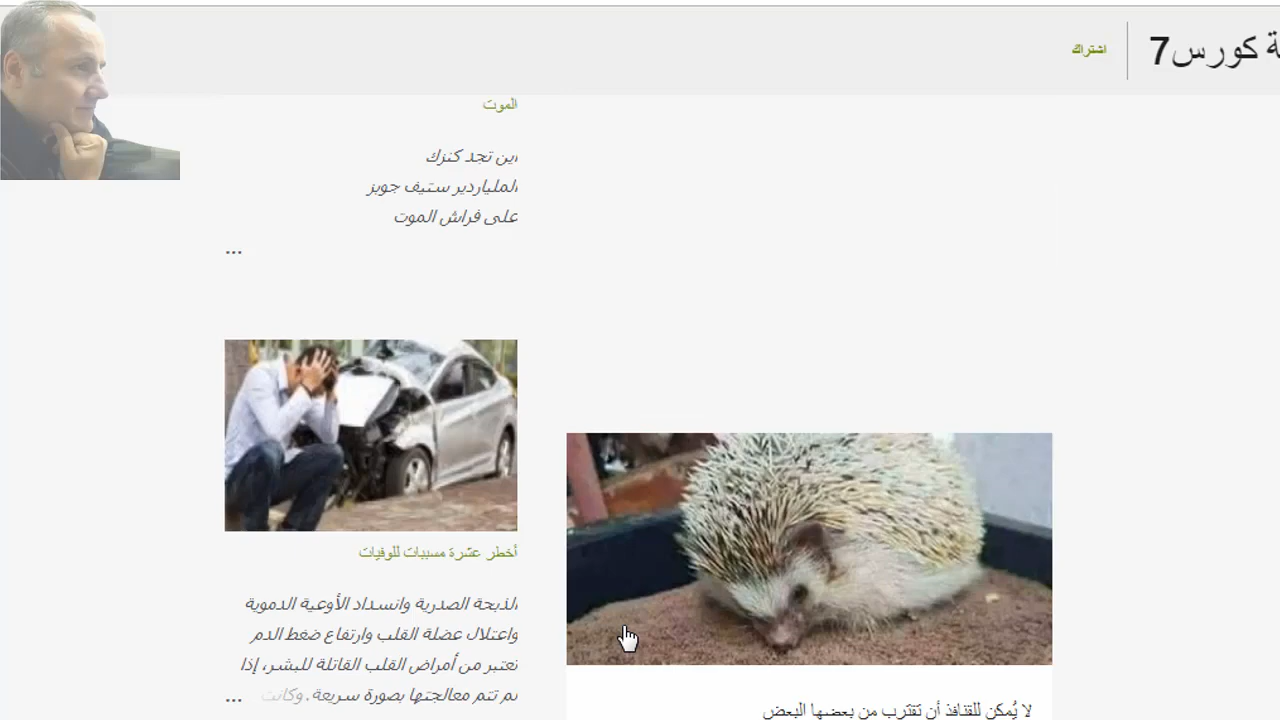 ة كورس7
اشتراك
الموت
اين تجد كنزك
الملياردير ستيف جوبز
على فراش الموت
...
أخطر عشرة مسببات للوفيات
الذبحة الصدرية وانسداد الأوعية الدموية
واعتلال عضلة القلب وارتفاع ضغط الدم
تعتبر من أمراض القلب القاتلة للبشر، إذا
لم تتم معالجتها بصورة سريعة. وكانت ...
لا يُمكن للقنافذ أن تقترب من بعضها البعض